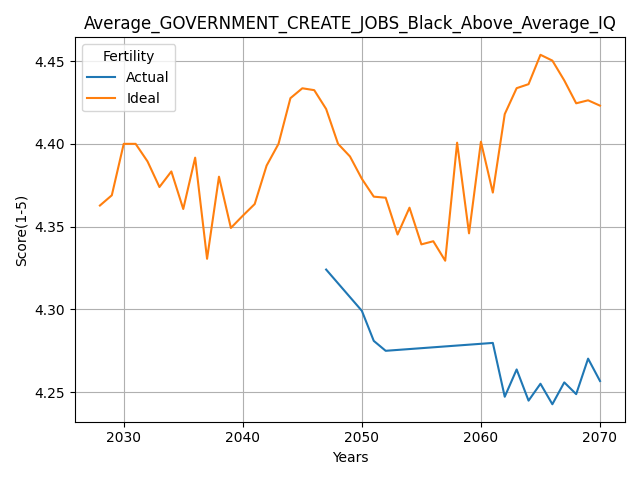 Average_GOVERNMENT_CREATE_JOBS_Black_Above_Average_IQ
Fertility
Actual
Ideal
Score(1-5)
4.45
4.40
4.35
4.30
4.25
2030 2040 2050 2060 2070
Years